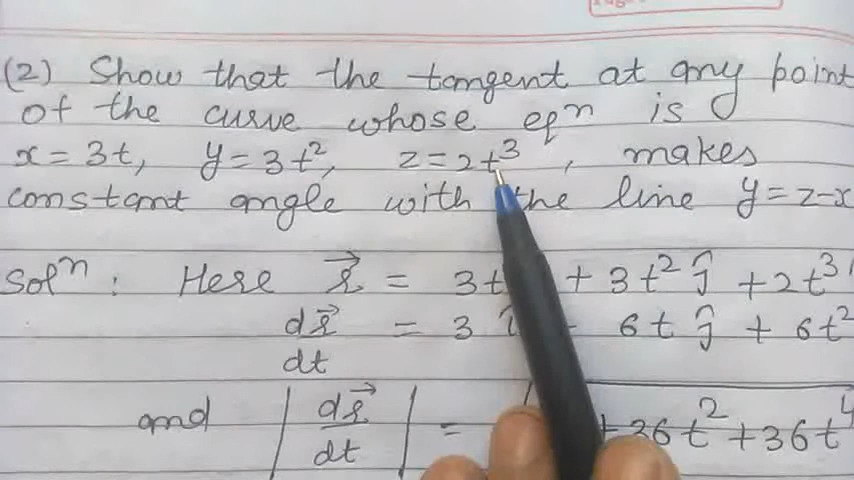 (2) Show that the tangent at any point
of the curve whose eqn is
x = 3t, y = 3t², z = 2t³, makes
constant angle with the line y = z - x
Soln : Here r⃗ = 3t + 3t² ĵ + 2t³
dr⃗/dt = 3 î + 6t ĵ + 6t²
and |dr⃗/dt| = √ + 36t² + 36t⁴